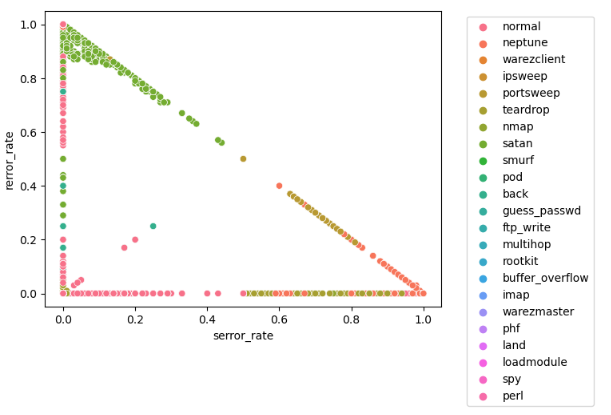 1.0
0.8
0.6
0.4
0.2
0.0
rerror_rate
0.0 0.2 0.4 0.6 0.8 1.0
serror_rate
normal
neptune
warezclient
ipsweep
portsweep
teardrop
nmap
satan
smurf
pod
back
guess_passwd
ftp_write
multihop
rootkit
buffer_overflow
imap
warezmaster
phf
land
loadmodule
spy
perl